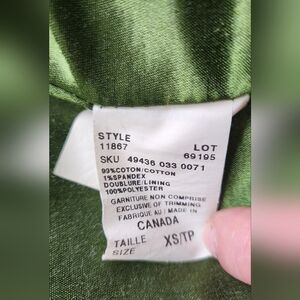 STYLE
11867 LOT
SKU 49436 033 0071 69195
99%COTON/COTTON
1%SPANDEX
DOUBLURE/LINING
100%POLYESTER
GARNITURE NON COMPRISE
EXCLUSIVE OF TRIMMING
FABRIQUE AU / MADE IN
CANADA
TAILLE XS/TP
SIZE